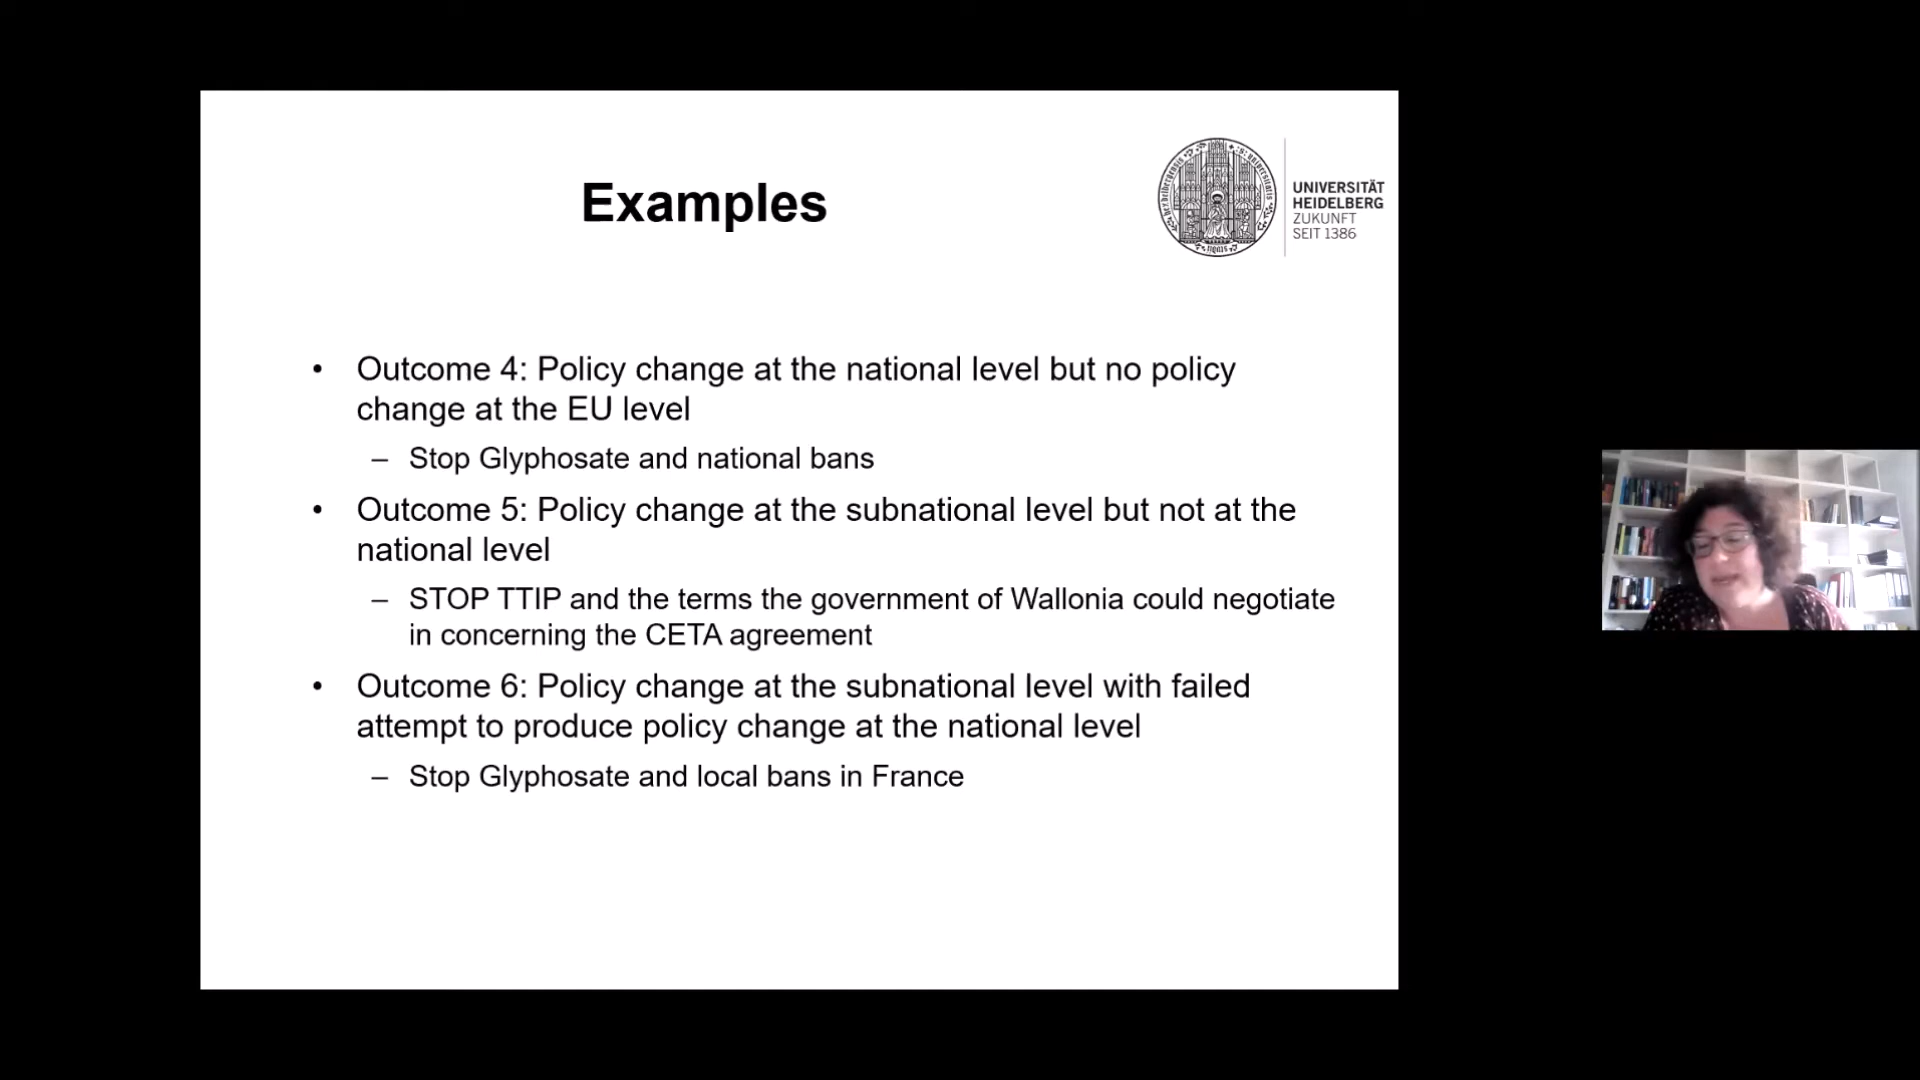 Examples
UNIVERSITÄT
HEIDELBERG
ZUKUNFT
SEIT 1386
• Outcome 4: Policy change at the national level but no policy
change at the EU level
– Stop Glyphosate and national bans
• Outcome 5: Policy change at the subnational level but not at the
national level
– STOP TTIP and the terms the government of Wallonia could negotiate
in concerning the CETA agreement
• Outcome 6: Policy change at the subnational level with failed
attempt to produce policy change at the national level
– Stop Glyphosate and local bans in France